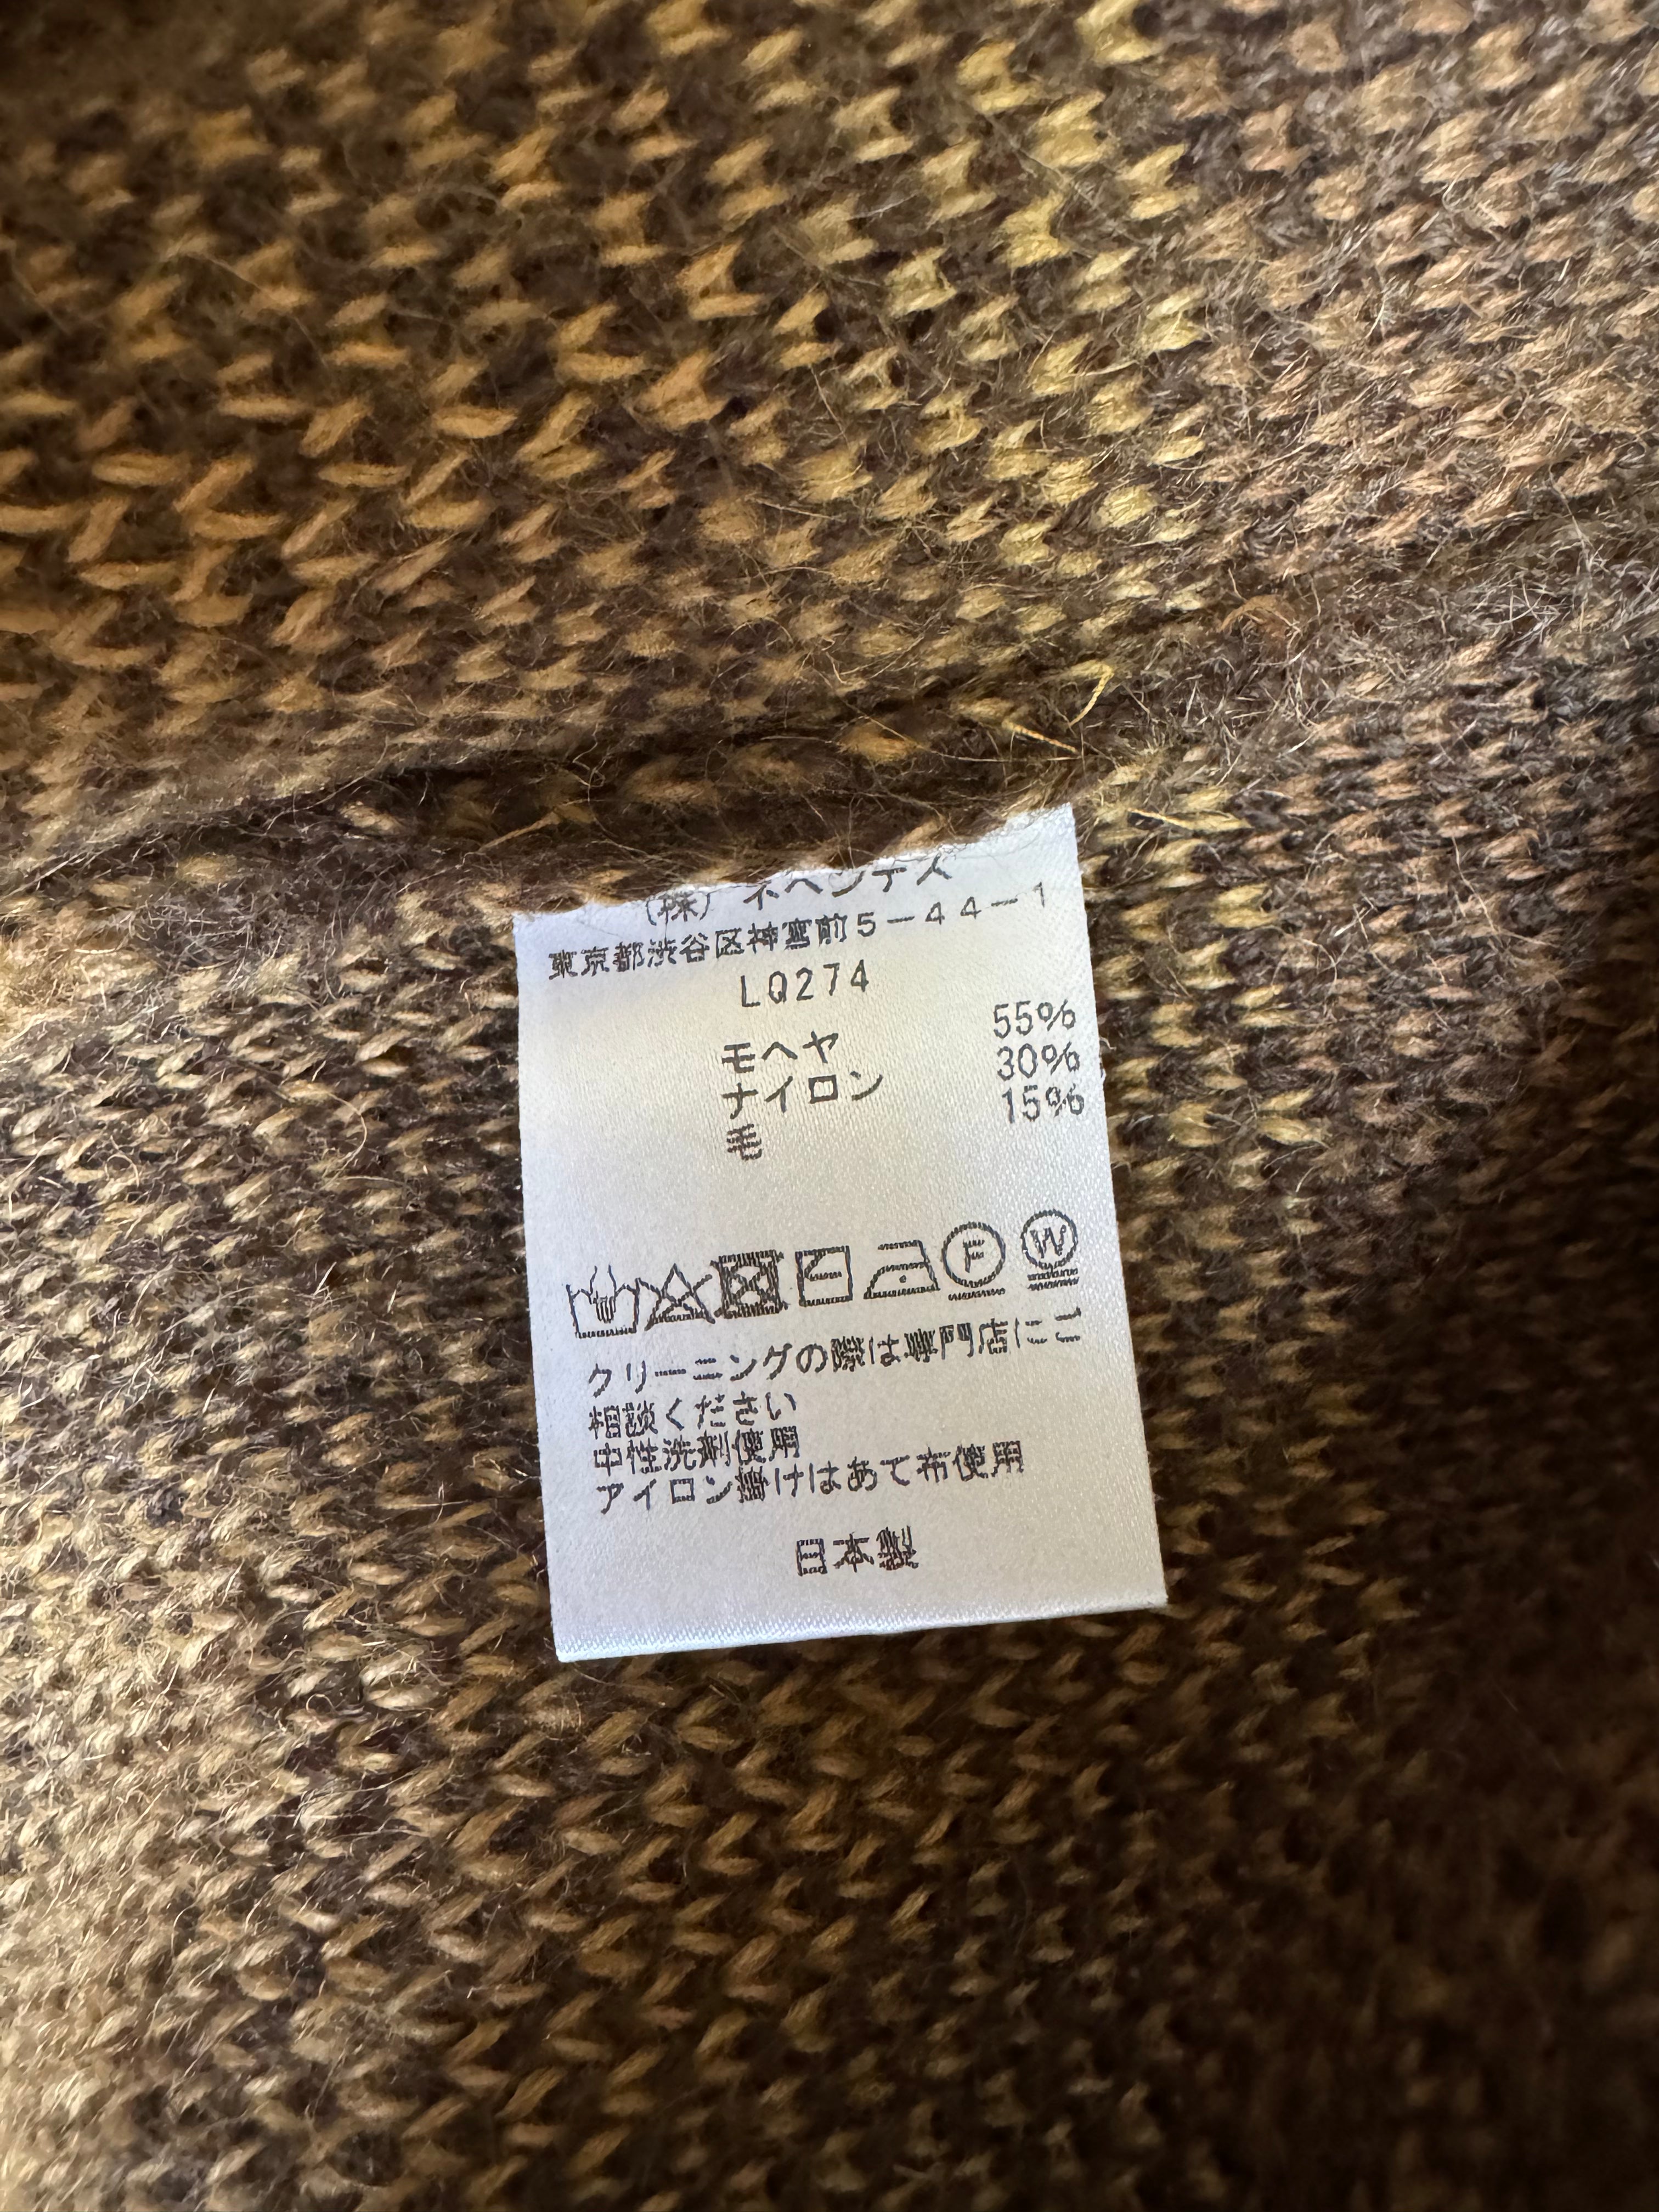 (株) ネペンテス
東京都渋谷区神宮前5-44-1
LQ274
モヘヤ 55%
ナイロン 30%
毛 15%
F W
クリーニングの際は専門店にご
相談ください
中性洗剤使用
アイロン掛けはあて布使用
日本製